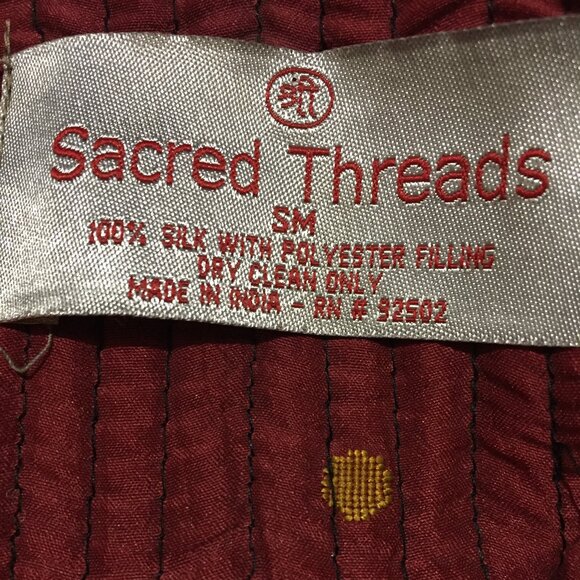 श्री
Sacred Threads
SM
100% SILK WITH POLYESTER FILLING
DRY CLEAN ONLY
MADE IN INDIA - RN # 92502